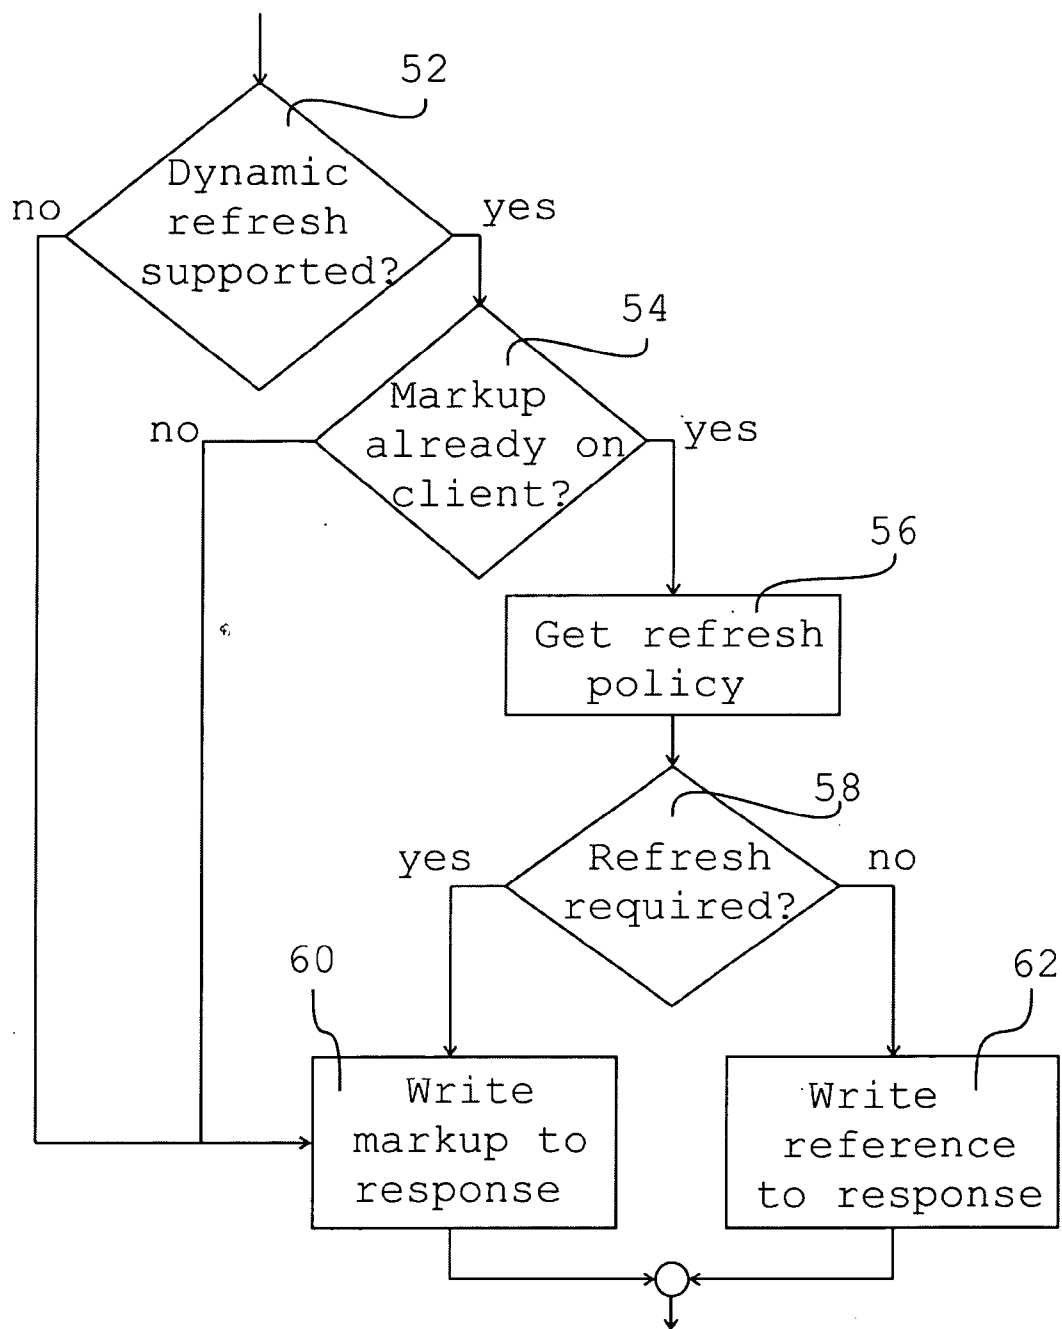 52
Dynamic
refresh
supported?
no
yes
54
Markup
already on
client?
no
yes
56
Get refresh
policy
58
Refresh
required?
yes
no
60
Write
markup to
response
62
Write
reference
to response